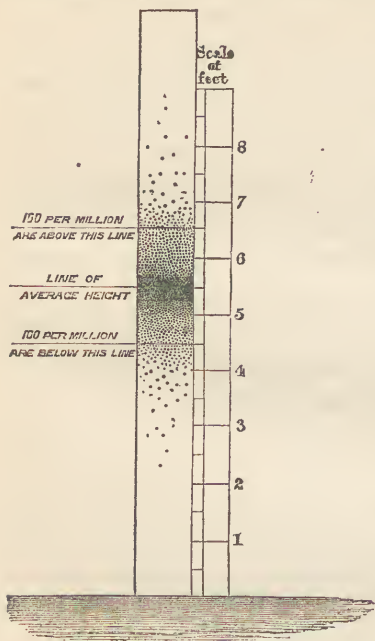 Scale
of
feet
8
7
100 PER MILLION
ARE ABOVE THIS LINE
6
LINE OF
AVERAGE HEIGHT
5
100 PER MILLION
ARE BELOW THIS LINE
4
3
2
1